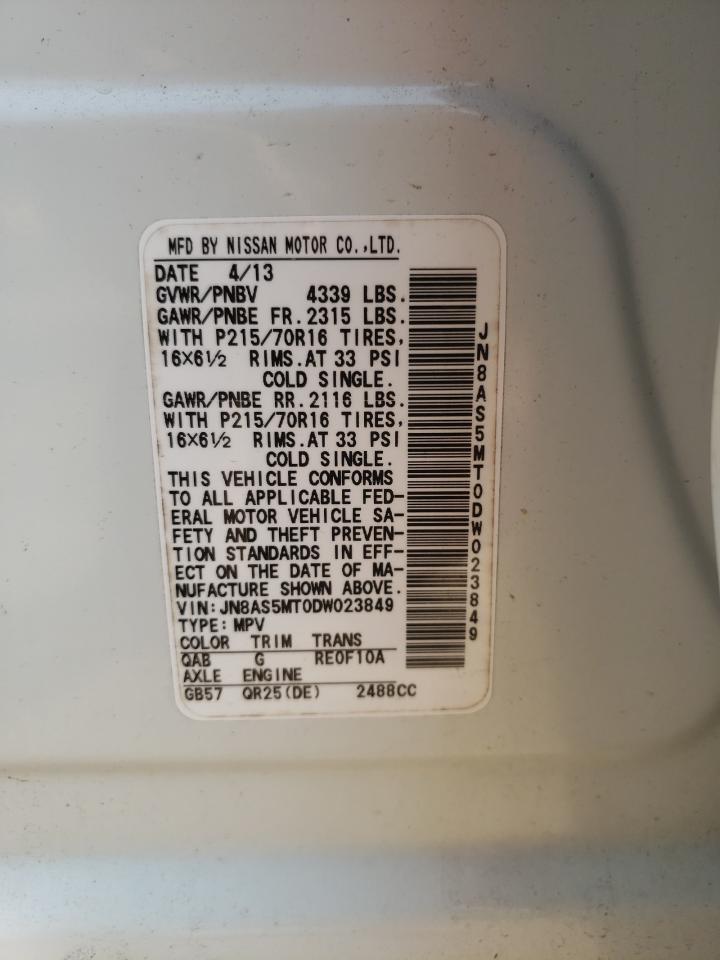 MFD BY NISSAN MOTOR CO.,LTD.
DATE 4/13
GVWR/PNBV 4339 LBS.
GAWR/PNBE FR. 2315 LBS.
WITH P215/70R16 TIRES,
16×6½ RIMS. AT 33 PSI
COLD SINGLE.
GAWR/PNBE RR. 2116 LBS.
WITH P215/70R16 TIRES,
16×6½ RIMS. AT 33 PSI
COLD SINGLE.
THIS VEHICLE CONFORMS
TO ALL APPLICABLE FED-
ERAL MOTOR VEHICLE SA-
FETY AND THEFT PREVEN-
TION STANDARDS IN EFF-
ECT ON THE DATE OF MA-
NUFACTURE SHOWN ABOVE.
VIN: JN8AS5MT0DW023849
TYPE: MPV
COLOR TRIM TRANS
QAB G RE0F10A
AXLE ENGINE
GB57 QR25(DE) 2488CC
JN8AS5MT0DW023849